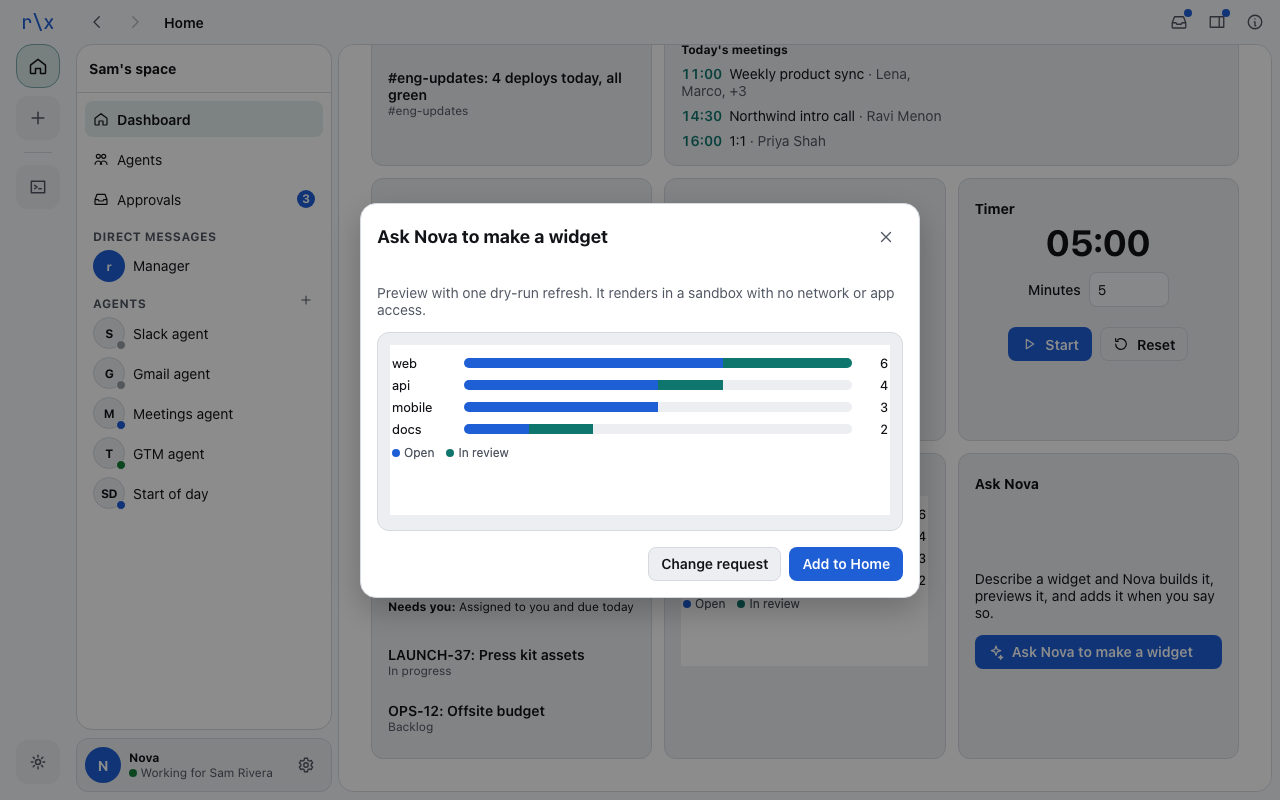 r\x
Home
Sam's space
Dashboard
Agents
Approvals
3
DIRECT MESSAGES
r
Manager
AGENTS
S
Slack agent
G
Gmail agent
M
Meetings agent
T
GTM agent
SD
Start of day
N
Nova
Working for Sam Rivera
#eng-updates: 4 deploys today, all
green
#eng-updates
Today's meetings
11:00 Weekly product sync · Lena,
Marco, +3
14:30 Northwind intro call · Ravi Menon
16:00 1:1 · Priya Shah
Timer
05:00
Minutes
5
Start
Reset
Ask Nova to make a widget
Preview with one dry-run refresh. It renders in a sandbox with no network or app
access.
web
6
api
4
mobile
3
docs
2
Open
In review
Change request
Add to Home
6
4
3
2
Open
In review
Needs you: Assigned to you and due today
LAUNCH-37: Press kit assets
In progress
OPS-12: Offsite budget
Backlog
Ask Nova
Describe a widget and Nova builds it,
previews it, and adds it when you say
so.
Ask Nova to make a widget